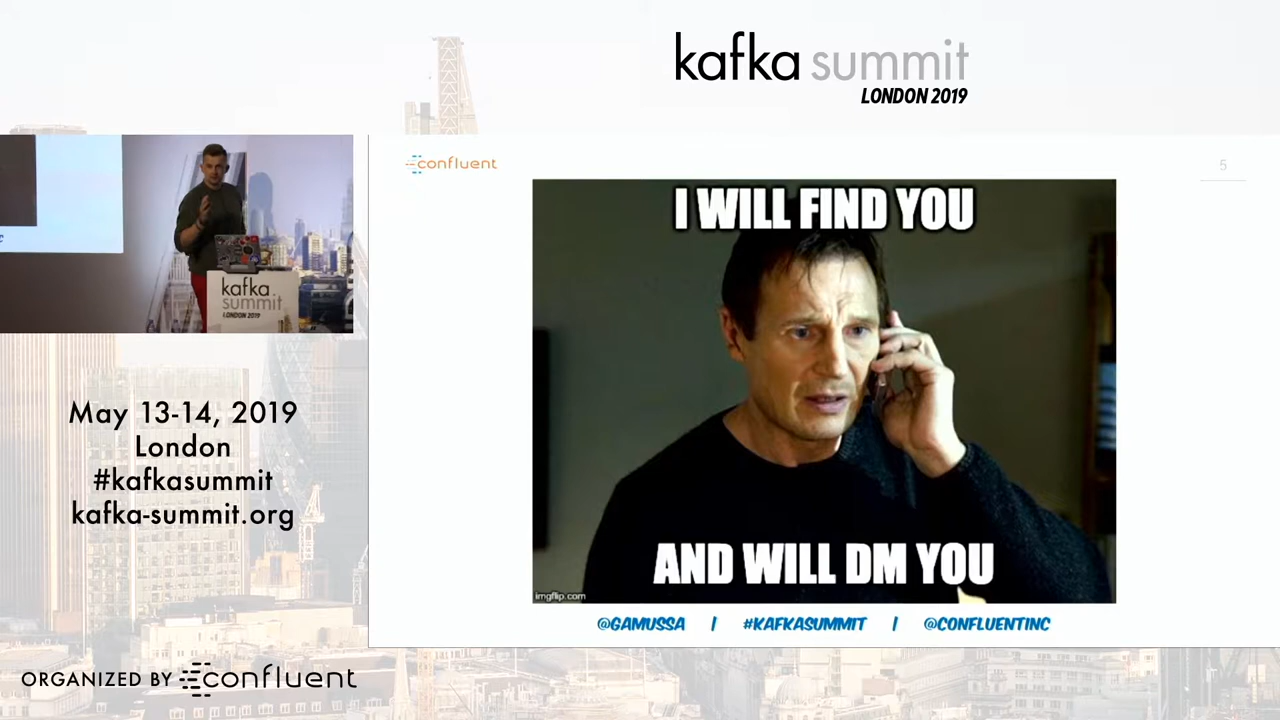 kafka summit
LONDON 2019
confluent
5
I WILL FIND YOU
AND WILL DM YOU
imgflip.com
@GAMUSSA | #KAFKASUMMIT | @CONFLUENTINC
kafka
summit
LONDON 2019
May 13-14, 2019
London
#kafkasummit
kafka-summit.org
ORGANIZED BY confluent